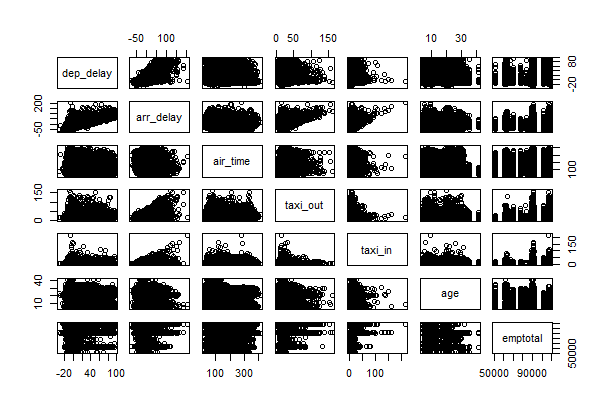 -50 100 0 50 150 10 30
dep_delay -20 80
-50 200 arr_delay
air_time 100
0 150 taxi_out
taxi_in 0 150
10 40 age
emptotal 50000
-20 40 100 100 300 0 100 50000 90000